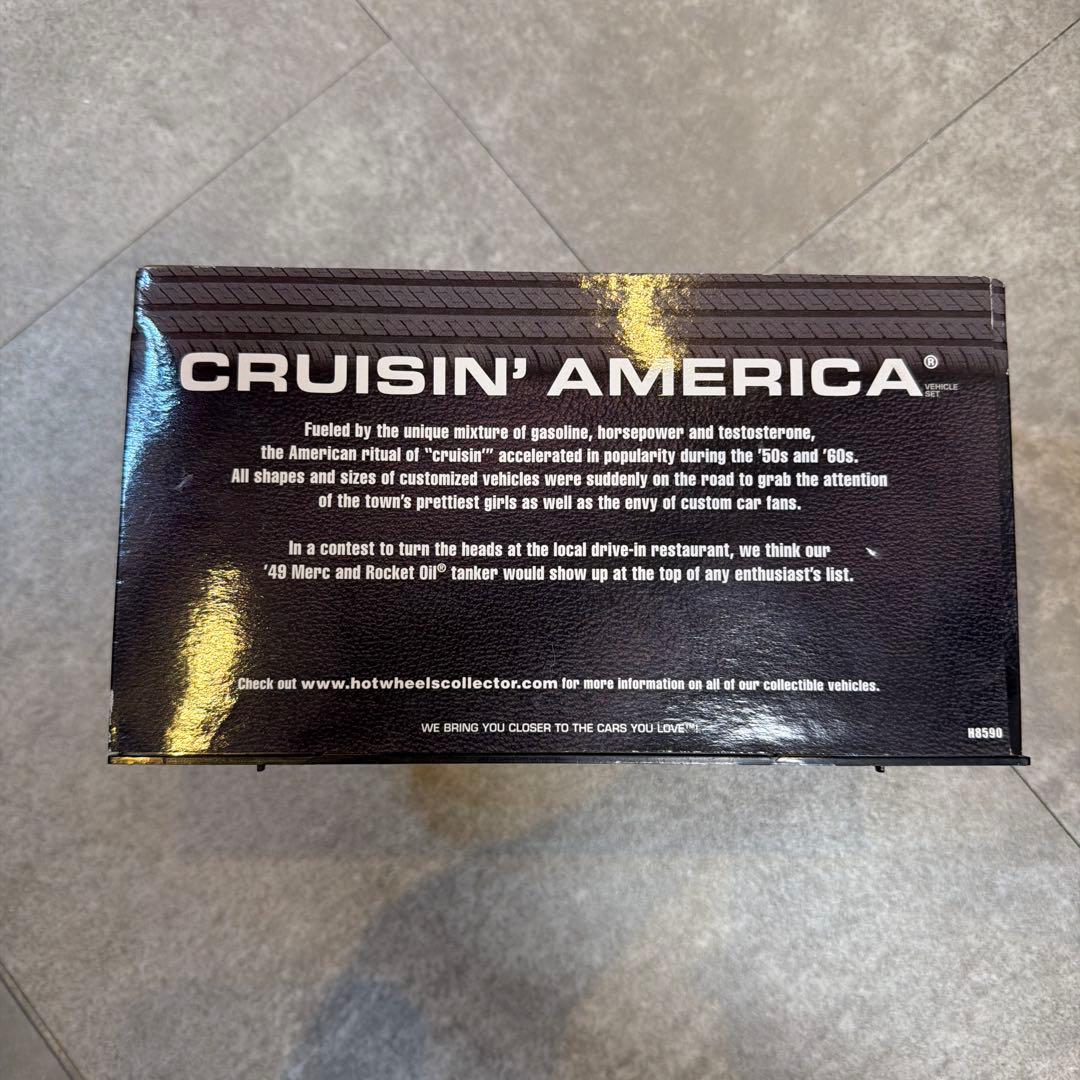 CRUISIN' AMERICA®
VEHICLE
SET
Fueled by the unique mixture of gasoline, horsepower and testosterone,
the American ritual of "cruisin'" accelerated in popularity during the '50s and '60s.
All shapes and sizes of customized vehicles were suddenly on the road to grab the attention
of the town's prettiest girls as well as the envy of custom car fans.
In a contest to turn the heads at the local drive-in restaurant, we think our
'49 Merc and Rocket Oil® tanker would show up at the top of any enthusiast's list.
Check out www.hotwheelscollector.com for more information on all of our collectible vehicles.
WE BRING YOU CLOSER TO THE CARS YOU LOVE™!
H8590